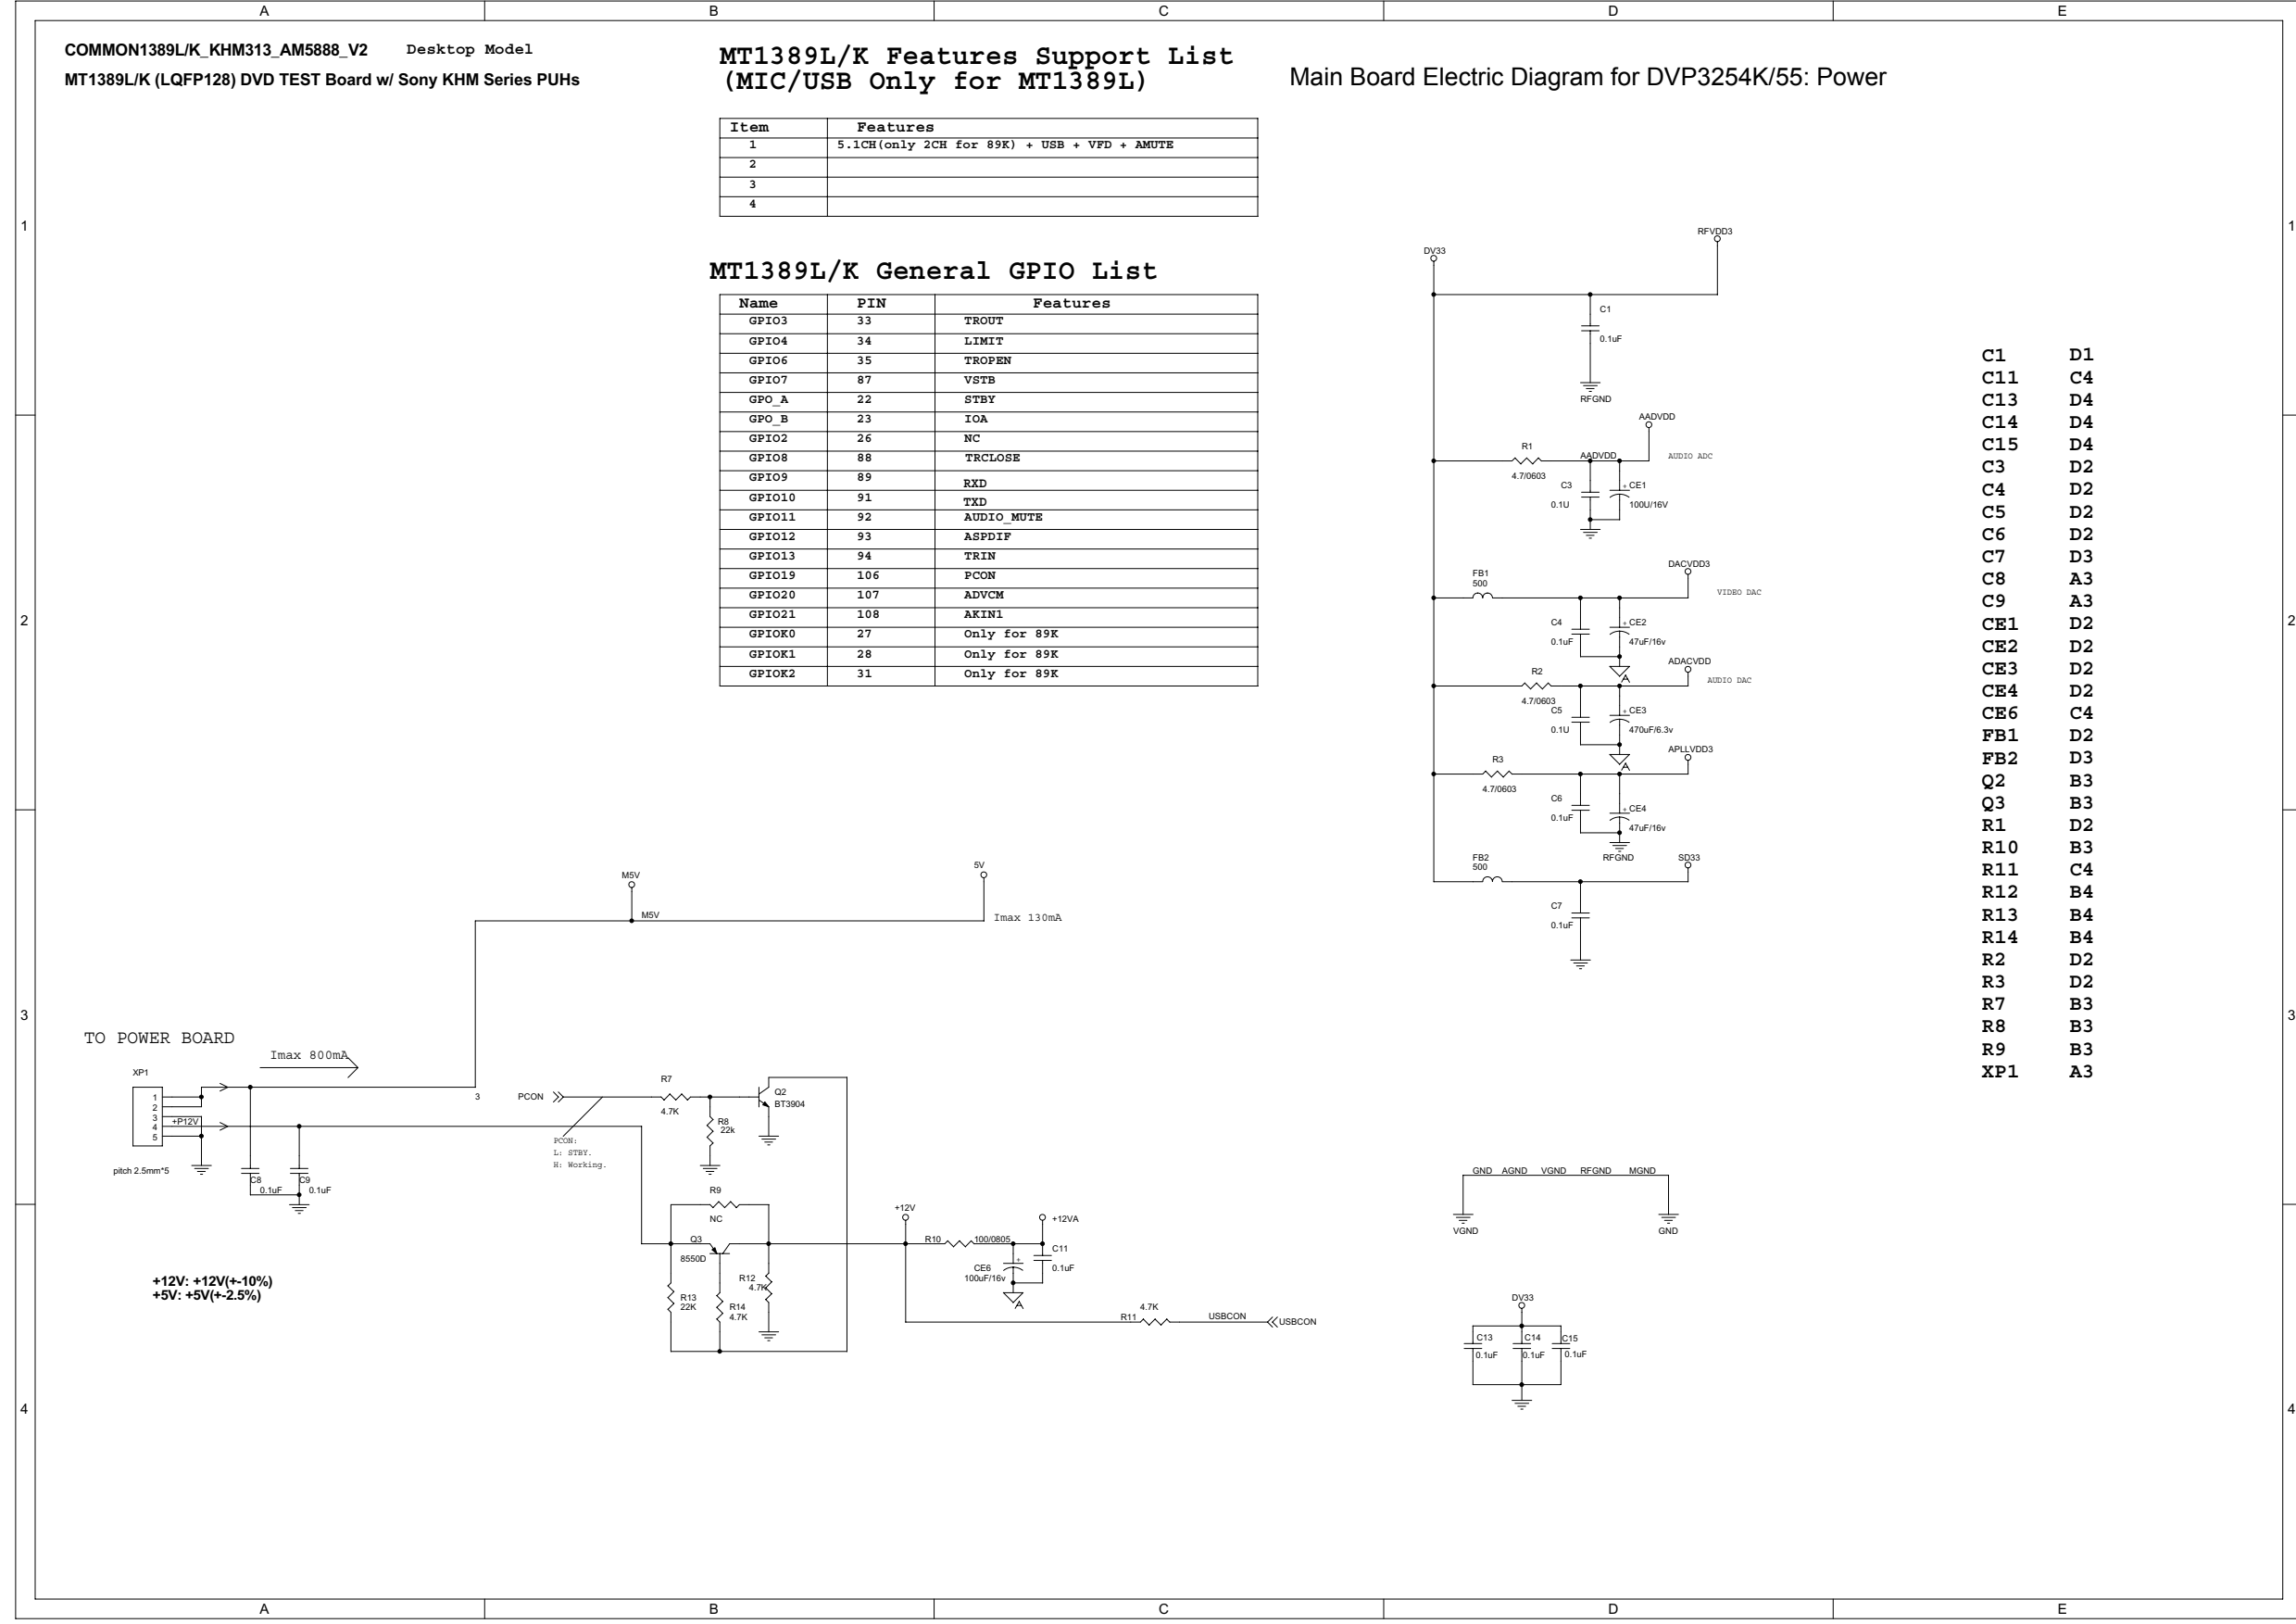 A B C D E
COMMON1389L/K_KHM313_AM5888_V2 Desktop Model
MT1389L/K (LQFP128) DVD TEST Board w/ Sony KHM Series PUHs
MT1389L/K Features Support List
(MIC/USB Only for MT1389L)
Main Board Electric Diagram for DVP3254K/55: Power
Item Features
1 5.1CH(only 2CH for 89K) + USB + VFD + AMUTE
2
3
4
MT1389L/K General GPIO List
Name PIN Features
GPIO3 33 TROUT
GPIO4 34 LIMIT
GPIO6 35 TROPEN
GPIO7 87 VSTB
GPO_A 22 STBY
GPO_B 23 IOA
GPIO2 26 NC
GPIO8 88 TRCLOSE
GPIO9 89 RXD
GPIO10 91 TXD
GPIO11 92 AUDIO_MUTE
GPIO12 93 ASPDIF
GPIO13 94 TRIN
GPIO19 106 PCON
GPIO20 107 ADVCM
GPIO21 108 AKIN1
GPIOK0 27 Only for 89K
GPIOK1 28 Only for 89K
GPIOK2 31 Only for 89K
1 1
2 2
3 3
4 4
RFVDD3
DV33
C1
0.1uF
RFGND
AADVDD
R1
AADVDD
AUDIO ADC
4.7/0603
C3
+ CE1
0.1U
100U/16V
DACVDD3
FB1
500
VIDEO DAC
C4
+ CE2
0.1uF
47uF/16v
A
ADACVDD
R2
AUDIO DAC
4.7/0603
C5
+ CE3
0.1U
470uF/6.3v
A
APLLVDD3
R3
4.7/0603
C6
+ CE4
0.1uF
47uF/16v
RFGND
FB2
500
SD33
C7
0.1uF
C1 D1
C11 C4
C13 D4
C14 D4
C15 D4
C3 D2
C4 D2
C5 D2
C6 D2
C7 D3
C8 A3
C9 A3
CE1 D2
CE2 D2
CE3 D2
CE4 D2
CE6 C4
FB1 D2
FB2 D3
Q2 B3
Q3 B3
R1 D2
R10 B3
R11 C4
R12 B4
R13 B4
R14 B4
R2 D2
R3 D2
R7 B3
R8 B3
R9 B3
XP1 A3
M5V
M5V
5V
Imax 130mA
TO POWER BOARD
Imax 800mA
XP1
1
2
3
4
5
+P12V
pitch 2.5mm*5
C8
0.1uF
C9
0.1uF
3
PCON
R7
4.7K
Q2
BT3904
R8
22k
PCON:
L: STBY.
H: Working.
R9
NC
Q3
8550D
R12
4.7K
R13
22K
R14
4.7K
+12V
+12VA
R10
100/0805
CE6
+
100uF/16v
C11
0.1uF
A
4.7K
R11
USBCON
USBCON
+12V: +12V(+-10%)
+5V: +5V(+-2.5%)
GND AGND VGND RFGND MGND
VGND
GND
DV33
C13
0.1uF
C14
0.1uF
C15
0.1uF
A B C D E